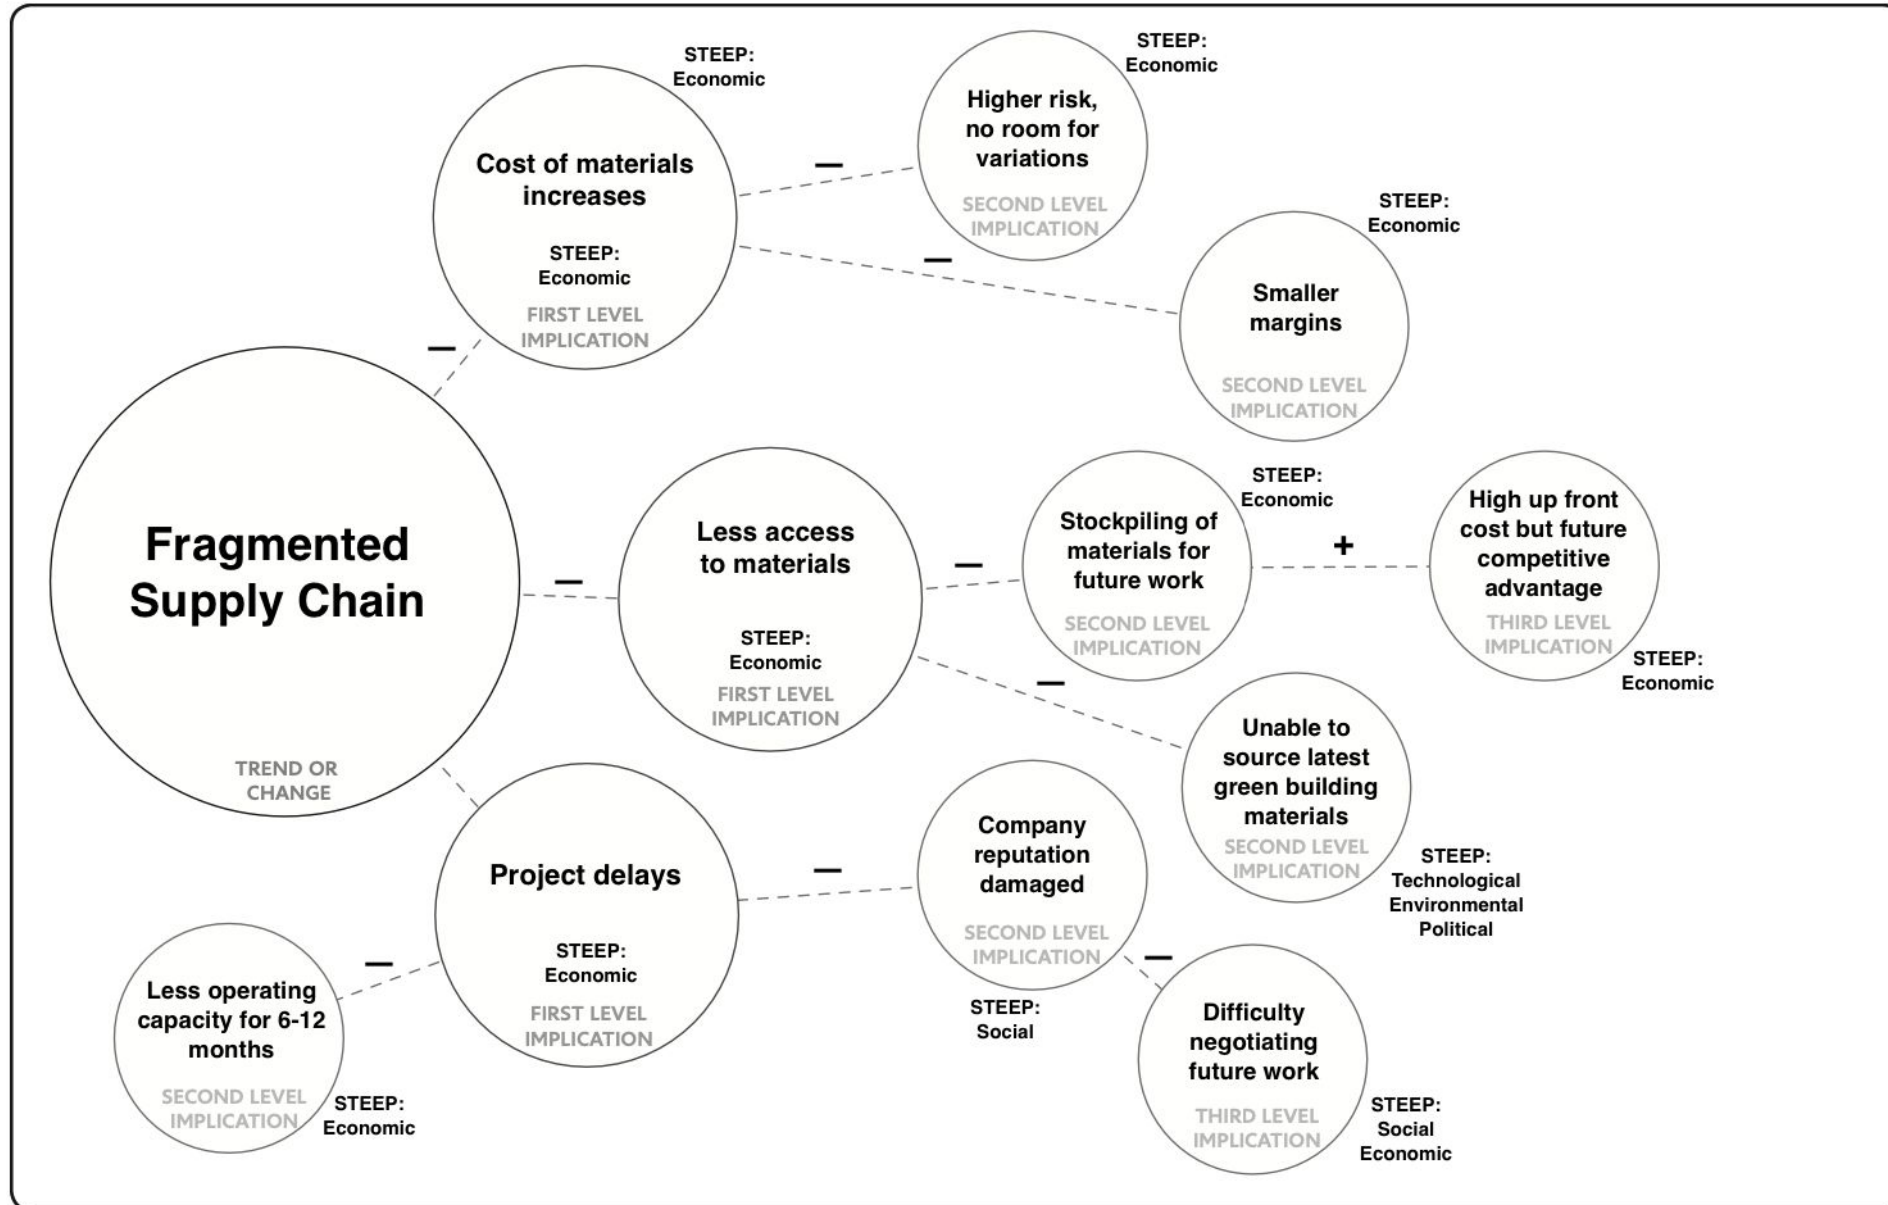 STEEP:
Economic
Cost of materials
increases
STEEP:
Economic
FIRST LEVEL
IMPLICATION
—
STEEP:
Economic
Higher risk,
no room for
variations
SECOND LEVEL
IMPLICATION
—
STEEP:
Economic
Smaller
margins
SECOND LEVEL
IMPLICATION
—
Fragmented
Supply Chain
TREND OR
CHANGE
—
Less access
to materials
STEEP:
Economic
FIRST LEVEL
IMPLICATION
—
STEEP:
Economic
Stockpiling of
materials for
future work
SECOND LEVEL
IMPLICATION
+
High up front
cost but future
competitive
advantage
THIRD LEVEL
IMPLICATION
STEEP:
Economic
—
Unable to
source latest
green building
materials
SECOND LEVEL
IMPLICATION
STEEP:
Technological
Environmental
Political
Project delays
STEEP:
Economic
FIRST LEVEL
IMPLICATION
—
Company
reputation
damaged
SECOND LEVEL
IMPLICATION
STEEP:
Social
—
Difficulty
negotiating
future work
THIRD LEVEL
IMPLICATION
STEEP:
Social
Economic
—
Less operating
capacity for 6-12
months
SECOND LEVEL
IMPLICATION
STEEP:
Economic